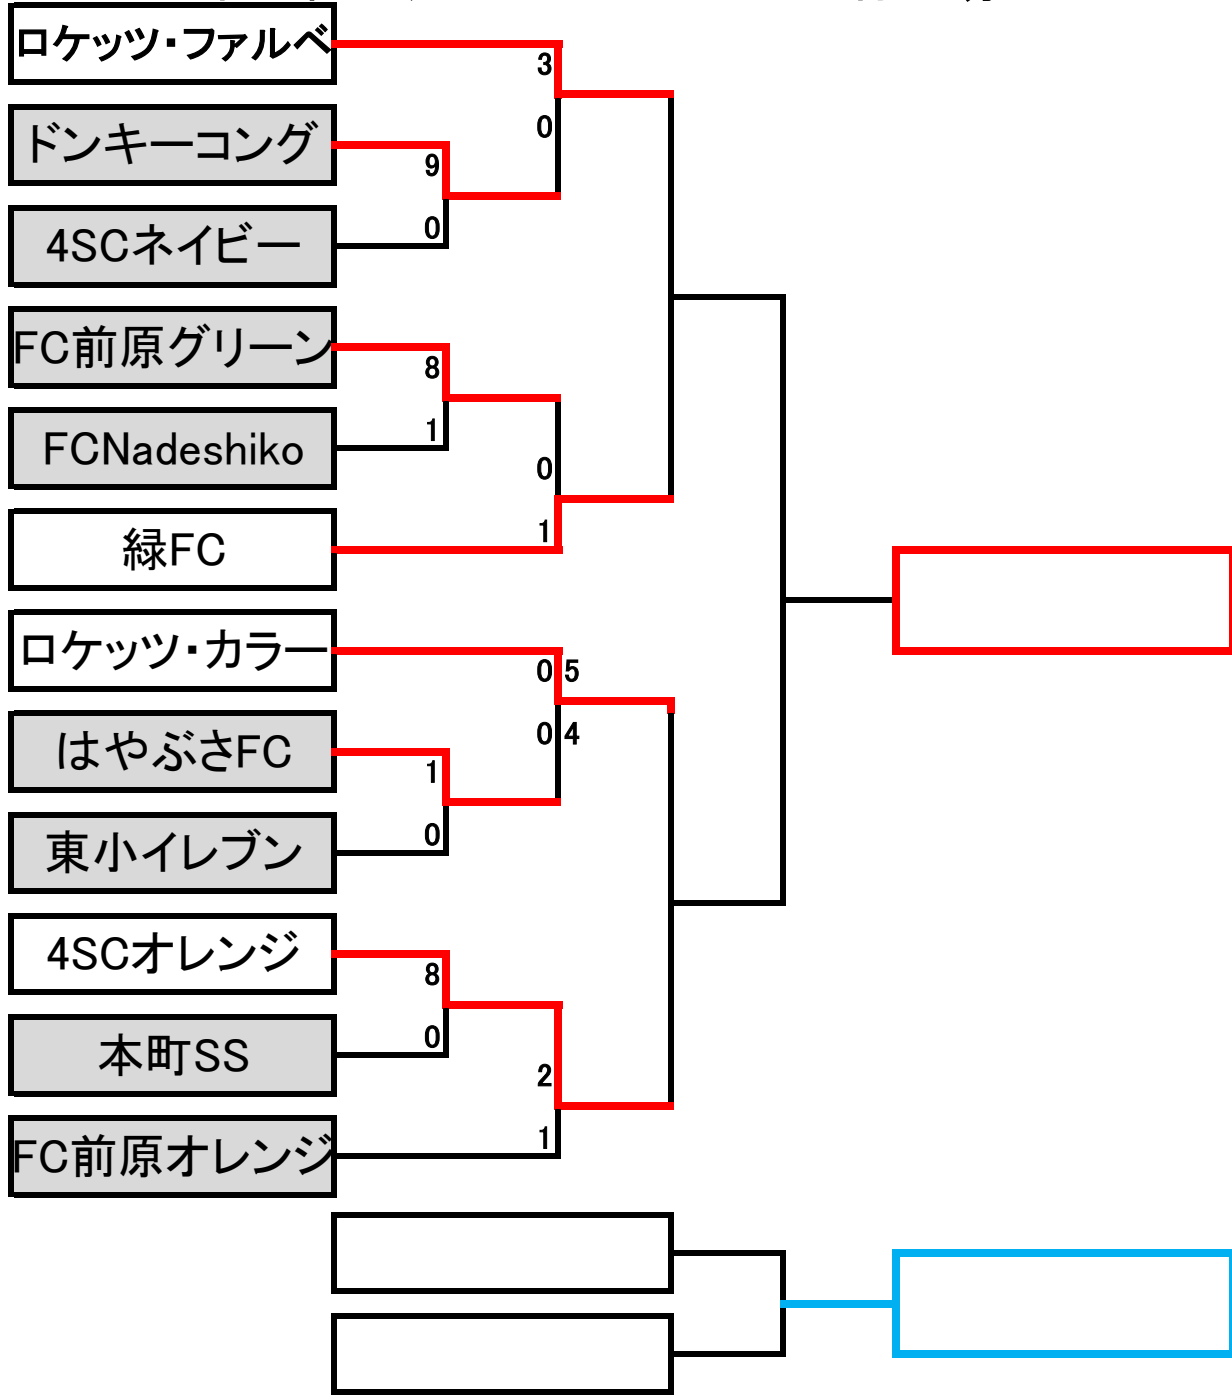 ロケッツ・ファルベ
3
0
ドンキーコング
9
0
4SCネイビー
FC前原グリーン
8
1
FCNadeshiko
0
1
緑FC
ロケッツ・カラー
0 5
0 4
はやぶさFC
1
0
東小イレブン
4SCオレンジ
8
0
本町SS
2
1
FC前原オレンジ